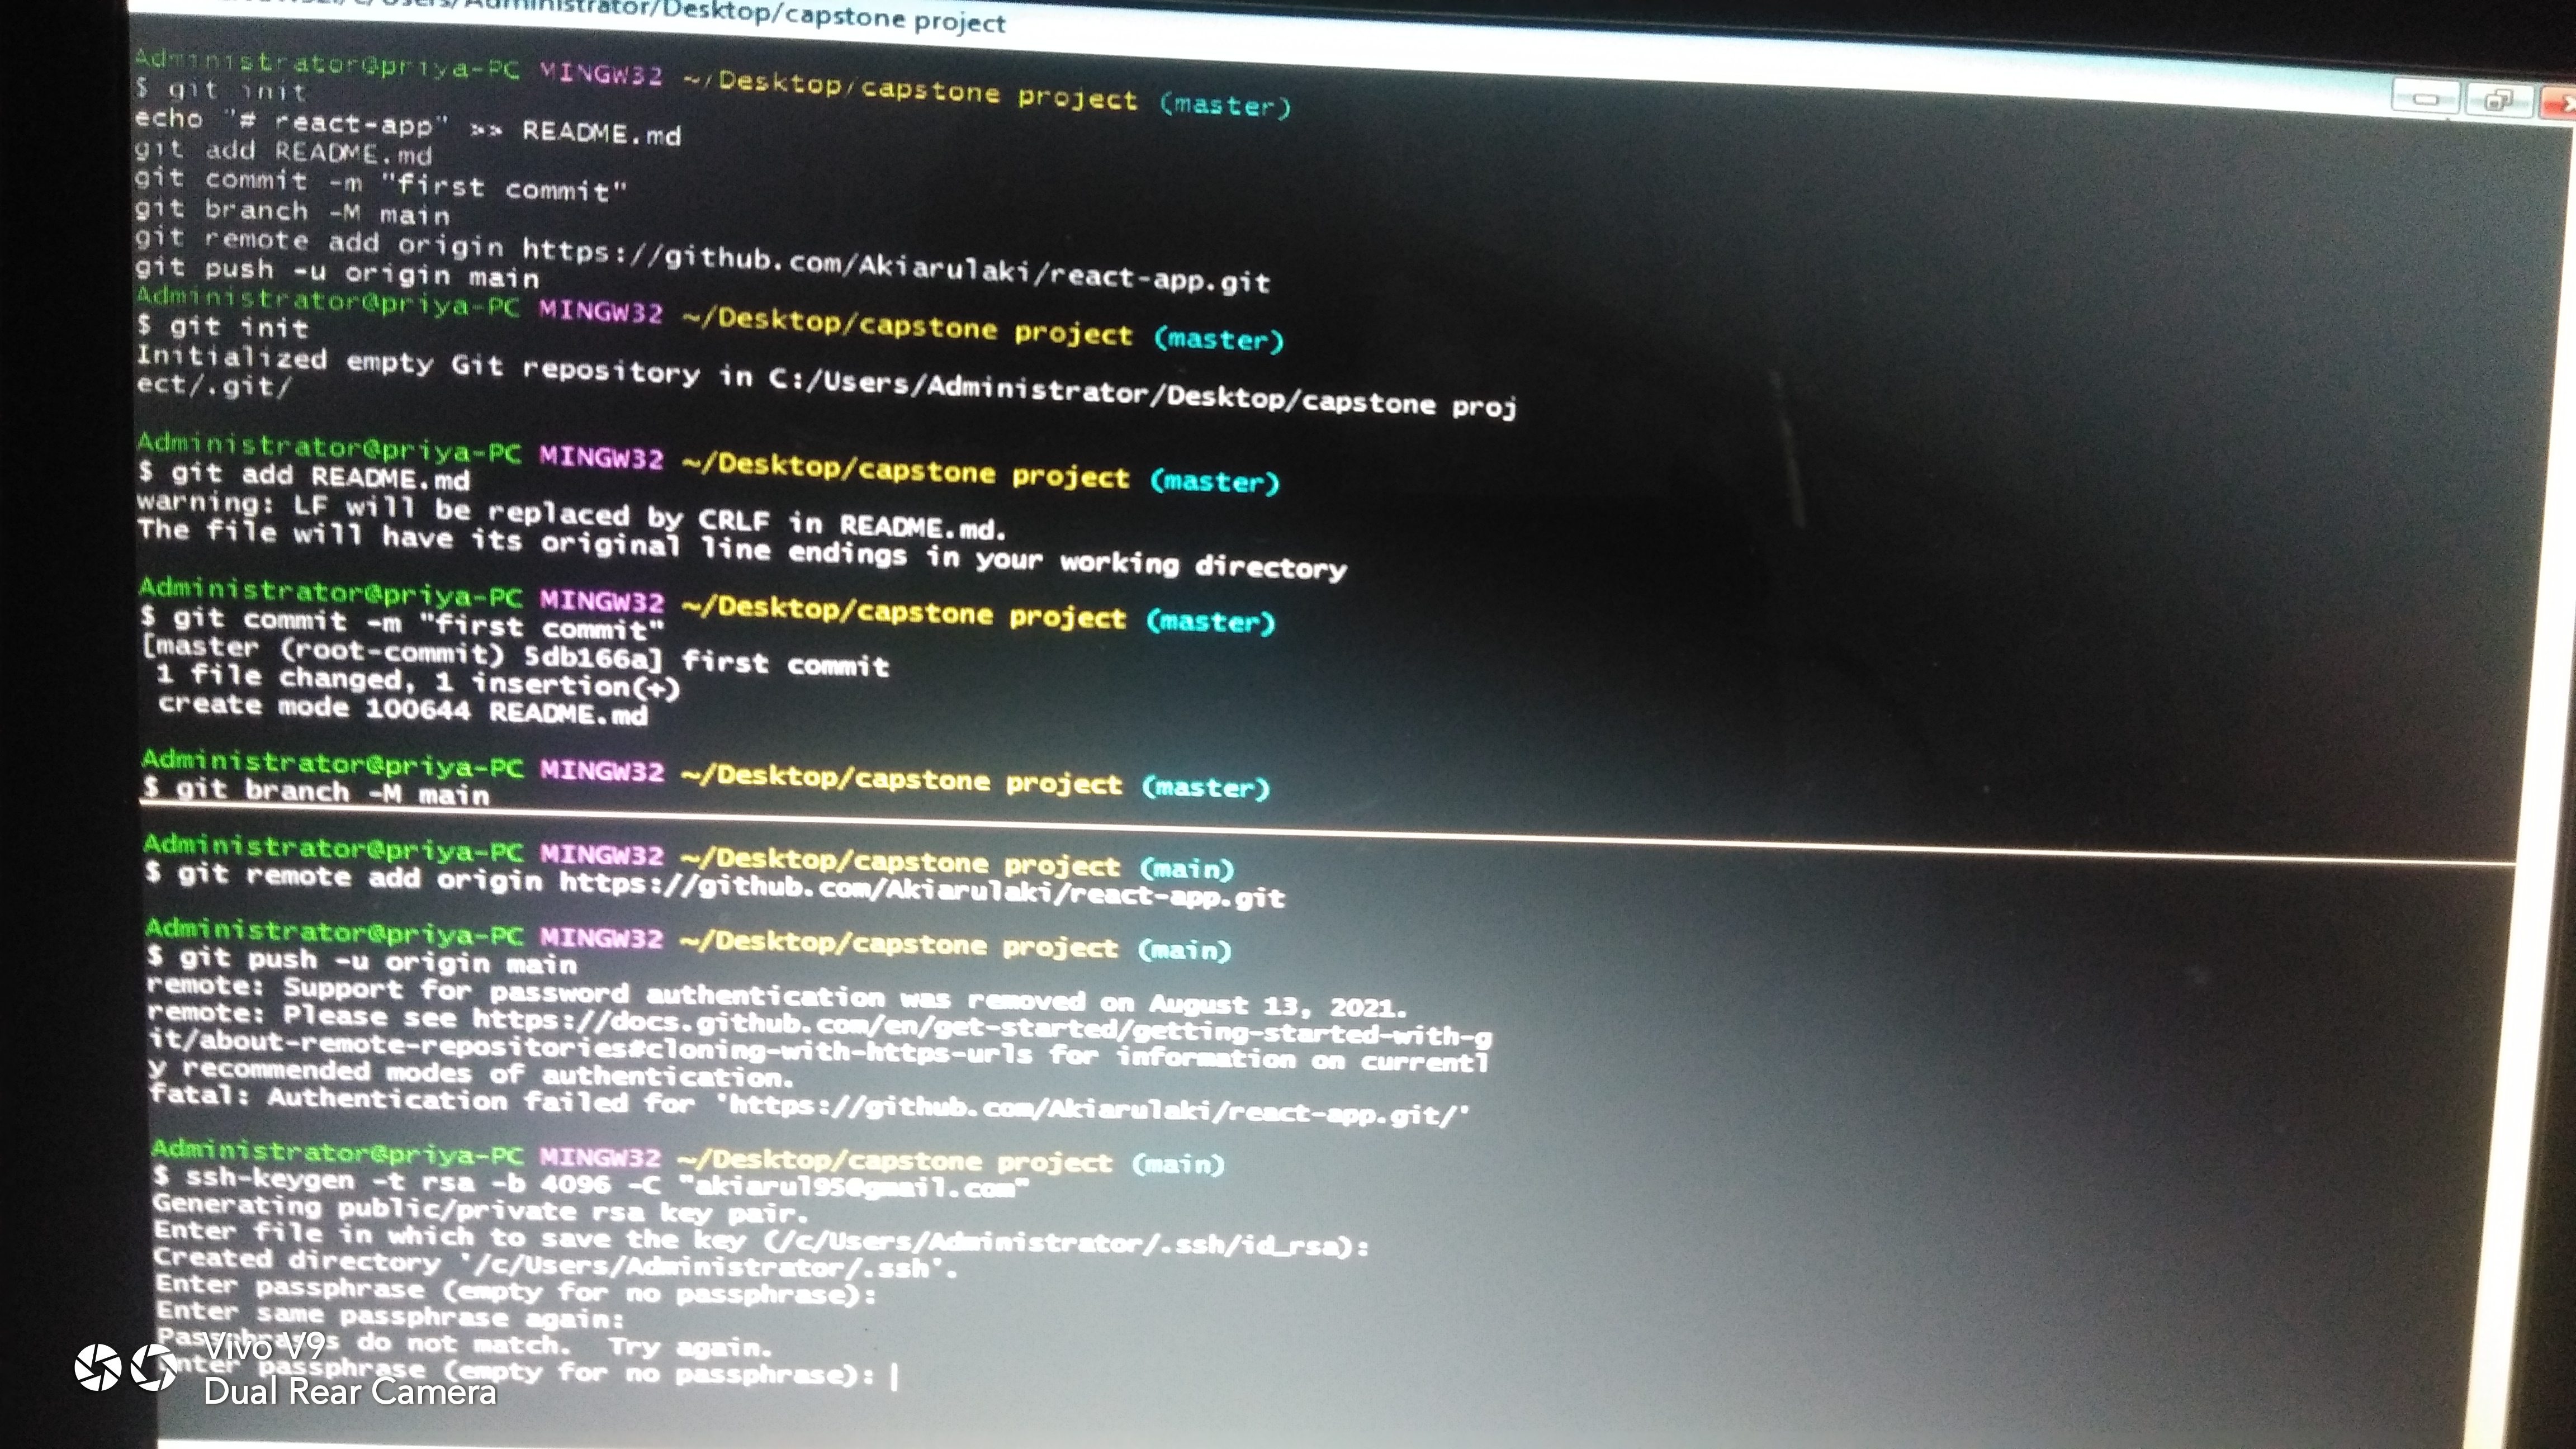 Administrator/Desktop/capstone project
Administrator@priya-PC MINGW32 ~/Desktop/capstone project (master)
$ git init
echo "# react-app" >> README.md
git add README.md
git commit -m "first commit"
git branch -M main
git remote add origin https://github.com/Akiarulaki/react-app.git
git push -u origin main
Administrator@priya-PC MINGW32 ~/Desktop/capstone project (master)
$ git init
Initialized empty Git repository in C:/Users/Administrator/Desktop/capstone proj
ect/.git/
Administrator@priya-PC MINGW32 ~/Desktop/capstone project (master)
$ git add README.md
warning: LF will be replaced by CRLF in README.md.
The file will have its original line endings in your working directory
Administrator@priya-PC MINGW32 ~/Desktop/capstone project (master)
$ git commit -m "first commit"
[master (root-commit) 5db166a] first commit
1 file changed, 1 insertion(+)
create mode 100644 README.md
Administrator@priya-PC MINGW32 ~/Desktop/capstone project (master)
$ git branch -M main
Administrator@priya-PC MINGW32 ~/Desktop/capstone project (main)
$ git remote add origin https://github.com/Akiarulaki/react-app.git
Administrator@priya-PC MINGW32 ~/Desktop/capstone project (main)
$ git push -u origin main
remote: Support for password authentication was removed on August 13, 2021.
remote: Please see https://docs.github.com/en/get-started/getting-started-with-g
it/about-remote-repositories#cloning-with-https-urls for information on currentl
y recommended modes of authentication.
fatal: Authentication failed for 'https://github.com/Akiarulaki/react-app.git/'
Administrator@priya-PC MINGW32 ~/Desktop/capstone project (main)
$ ssh-keygen -t rsa -b 4096 -C "akiarul95@gmail.com"
Generating public/private rsa key pair.
Enter file in which to save the key (/c/Users/Administrator/.ssh/id_rsa):
Created directory '/c/Users/Administrator/.ssh'.
Enter passphrase (empty for no passphrase):
Enter same passphrase again:
Passphrases do not match.  Try again.
Enter passphrase (empty for no passphrase):
Vivo V9
Dual Rear Camera